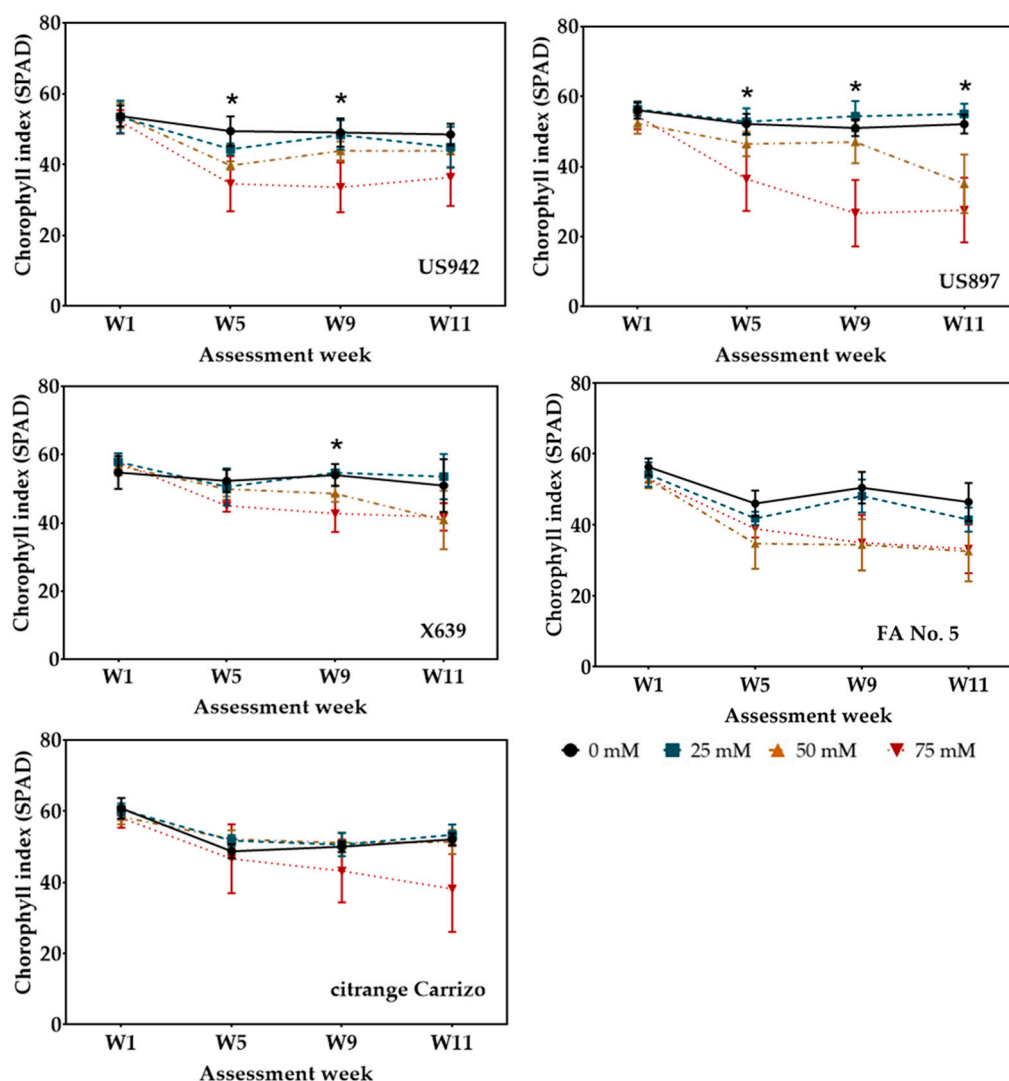 Chorophyll index (SPAD)
80
60
40
20
0
*
*
US942
W1 W5 W9 W11
Assessment week
Chorophyll index (SPAD)
80
60
40
20
0
*
*
*
US897
W1 W5 W9 W11
Assessment week
Chorophyll index (SPAD)
80
60
40
20
0
*
X639
W1 W5 W9 W11
Assessment week
Chorophyll index (SPAD)
80
60
40
20
0
FA No. 5
W1 W5 W9 W11
Assessment week
0 mM 25 mM 50 mM 75 mM
Chorophyll index (SPAD)
80
60
40
20
0
citrange Carrizo
W1 W5 W9 W11
Assessment week